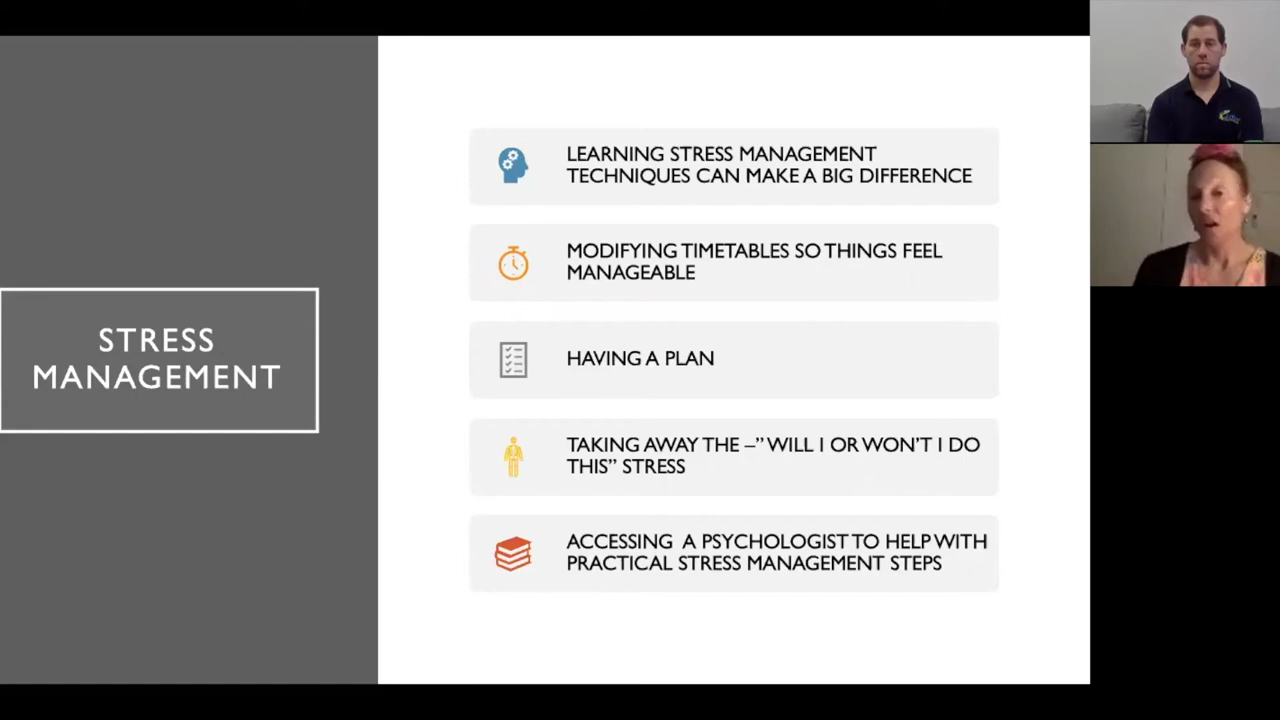 STRESS
MANAGEMENT
LEARNING STRESS MANAGEMENT
TECHNIQUES CAN MAKE A BIG DIFFERENCE
MODIFYING TIMETABLES SO THINGS FEEL
MANAGEABLE
HAVING A PLAN
TAKING AWAY THE –” WILL I OR WON’T I DO
THIS” STRESS
ACCESSING  A PSYCHOLOGIST TO HELP WITH
PRACTICAL STRESS MANAGEMENT STEPS